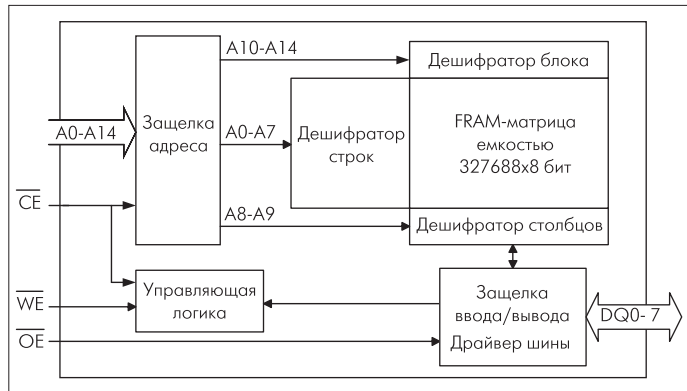 A10-A14
Дешифратор блока
A0-A14
Защелка
адреса
A0-A7
Дешифратор
строк
FRAM-матрица
емкостью
327688x8 бит
CE
A8-A9
Дешифратор столбцов
WE
Управляющая
логика
Защелка
ввода/вывода
DQ0- 7
OE
Драйвер шины